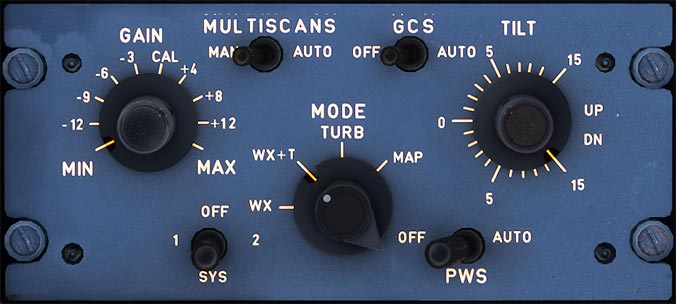 GAIN
MULTISCANS
GCS
TILT
MAN
AUTO
OFF
AUTO
-12
-9
-6
-3
CAL
+4
+8
+12
MIN
MAX
MODE
WX
WX+T
TURB
MAP
5
15
0
UP
DN
5
15
OFF
1
2
SYS
OFF
AUTO
PWS